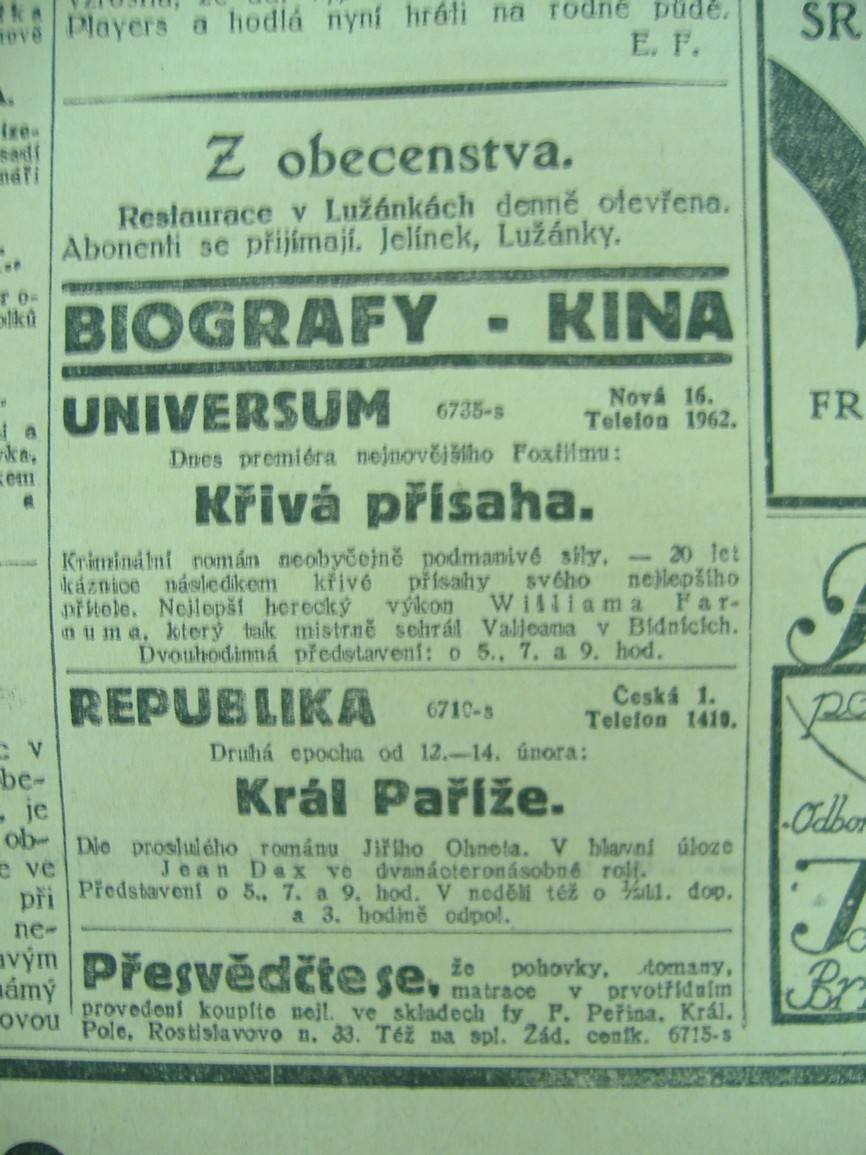 Players a hodlá nyní hráti na rodné půdě.
E. F.
Z obecenstva.
Restaurace v Lužánkách denně otevřena.
Abonenti se přijímají. Jelínek, Lužánky.
BIOGRAFY - KINA
UNIVERSUM 6735-s Nová 16.
Telefon 1962.
Dnes premiéra nejnovějšího Foxfilmu:
Křivá přísaha.
Kriminální román neobyčejně podmanivé síly. — 20 let
káznice následkem křivé přísahy svého nejlepšího
přítele. Nejlepší herecký výkon Williama Far-
numa, který tak mistrně sehrál Valjeana v Bídnících.
Dvouhodinná představení: o 5., 7. a 9. hod.
REPUBLIKA 6710-s Česká 1.
Telefon 1410.
Druhá epocha od 12.—14. února:
Král Paříže.
Dle proslulého románu Jiřího Ohneta. V hlavní úloze
Jean Dax ve dvanácteronásobné roli.
Představení o 5., 7. a 9. hod. V neděli též o ½11. dop.
a 3. hodině odpol.
Přesvědčte se, že pohovky, otomany,
matrace v prvotřídním
provedení koupíte nejl. ve skladech fy F. Peřina, Král.
Pole, Rostislavovo n. 33. Též na spl. Žád. ceník. 6715-s
FR
Odbor